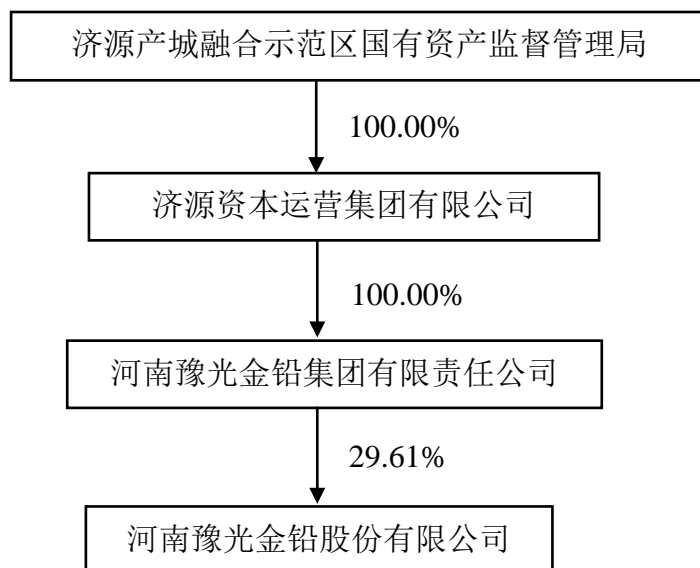 济源产城融合示范区国有资产监督管理局
100.00%
济源资本运营集团有限公司
100.00%
河南豫光金铅集团有限责任公司
29.61%
河南豫光金铅股份有限公司